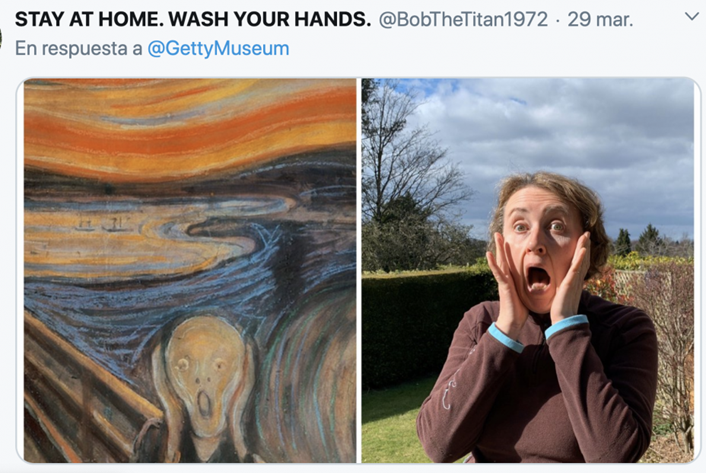 STAY AT HOME. WASH YOUR HANDS. @BobTheTitan1972 · 29 mar.
En respuesta a @GettyMuseum